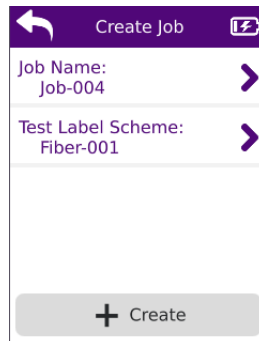 Create Job
Job Name:
Job-004
Test Label Scheme:
Fiber-001
+ Create